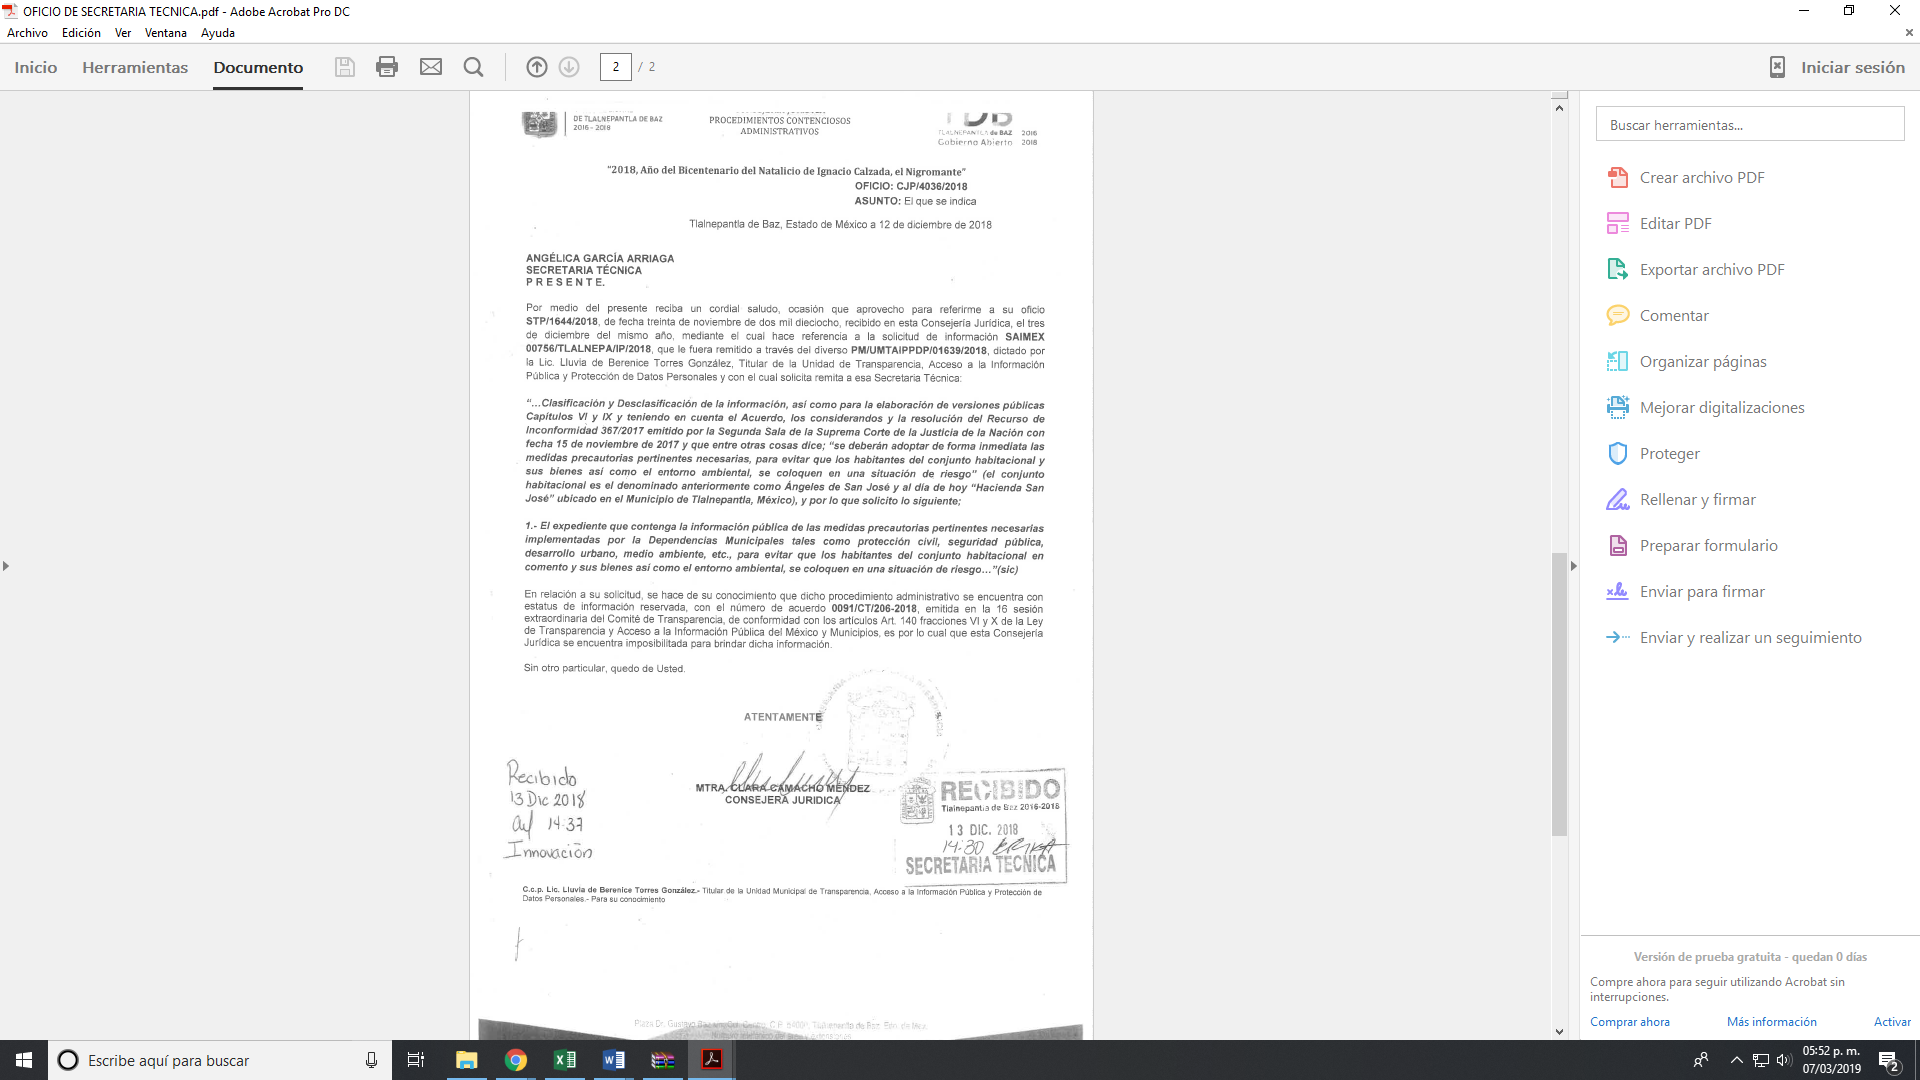 OFICIO DE SECRETARIA TECNICA.pdf - Adobe Acrobat Pro DC
Archivo Edición Ver Ventana Ayuda
Inicio Herramientas Documento 2 / 2 Iniciar sesión
DE TLALNEPANTLA DE BAZ
2016 - 2018
PROCEDIMIENTOS CONTENCIOSOS
ADMINISTRATIVOS
TLALNEPANTLA de BAZ 2016
Gobierno Abierto 2018
"2018, Año del Bicentenario del Natalicio de Ignacio Calzada, el Nigromante"
OFICIO: CJP/4036/2018
ASUNTO: El que se indica
Tlalnepantla de Baz, Estado de México a 12 de diciembre de 2018
ANGÉLICA GARCÍA ARRIAGA
SECRETARIA TÉCNICA
P R E S E N T E.
Por medio del presente reciba un cordial saludo, ocasión que aprovecho para referirme a su oficio
STP/1644/2018, de fecha treinta de noviembre de dos mil dieciocho, recibido en esta Consejería Jurídica, el tres
de diciembre del mismo año, mediante el cual hace referencia a la solicitud de información SAIMEX
00756/TLALNEPA/IP/2018, que le fuera remitido a través del diverso PM/UMTAIPPDP/01639/2018, dictado por
la Lic. Lluvia de Berenice Torres González, Titular de la Unidad de Transparencia, Acceso a la Información
Pública y Protección de Datos Personales y con el cual solicita remita a esa Secretaria Técnica:
"...Clasificación y Desclasificación de la información, así como para la elaboración de versiones públicas
Capítulos VI y IX y teniendo en cuenta el Acuerdo, los considerandos y la resolución del Recurso de
Inconformidad 367/2017 emitido por la Segunda Sala de la Suprema Corte de la Justicia de la Nación con
fecha 15 de noviembre de 2017 y que entre otras cosas dice; "se deberán adoptar de forma inmediata las
medidas precautorias pertinentes necesarias, para evitar que los habitantes del conjunto habitacional y
sus bienes así como el entorno ambiental, se coloquen en una situación de riesgo" (el conjunto
habitacional es el denominado anteriormente como Ángeles de San José y al día de hoy "Hacienda San
José" ubicado en el Municipio de Tlalnepantla, México), y por lo que solicito lo siguiente;
1.- El expediente que contenga la información pública de las medidas precautorias pertinentes necesarias
implementadas por la Dependencias Municipales tales como protección civil, seguridad pública,
desarrollo urbano, medio ambiente, etc., para evitar que los habitantes del conjunto habitacional en
comento y sus bienes así como el entorno ambiental, se coloquen en una situación de riesgo..."(sic)
En relación a su solicitud, se hace de su conocimiento que dicho procedimiento administrativo se encuentra con
estatus de información reservada, con el número de acuerdo 0091/CT/206-2018, emitida en la 16 sesión
extraordinaria del Comité de Transparencia, de conformidad con los artículos Art. 140 fracciones VI y X de la Ley
de Transparencia y Acceso a la Información Pública del México y Municipios, es por lo cual que esta Consejería
Jurídica se encuentra imposibilitada para brindar dicha información.
Sin otro particular, quedo de Usted.
ATENTAMENTE
MTRA. CLARA CAMACHO MÉNDEZ
CONSEJERA JURIDICA
Recibido
13 Dic 2018
14:37
Innovación
RECIBIDO
Tlalnepantla de Baz 2016-2018
13 DIC. 2018
14:30 ERIKA
SECRETARIA TECNICA
C.c.p. Lic. Lluvia de Berenice Torres González.- Titular de la Unidad Municipal de Transparencia, Acceso a la Información Pública y Protección de
Datos Personales.- Para su conocimiento
Buscar herramientas...
Crear archivo PDF
Editar PDF
Exportar archivo PDF
Comentar
Organizar páginas
Mejorar digitalizaciones
Proteger
Rellenar y firmar
Preparar formulario
Enviar para firmar
Enviar y realizar un seguimiento
Versión de prueba gratuita - quedan 0 días
Compre ahora para seguir utilizando Acrobat sin
interrupciones.
Comprar ahora Más información Activar
Escribe aquí para buscar
05:52 p. m.
07/03/2019
2